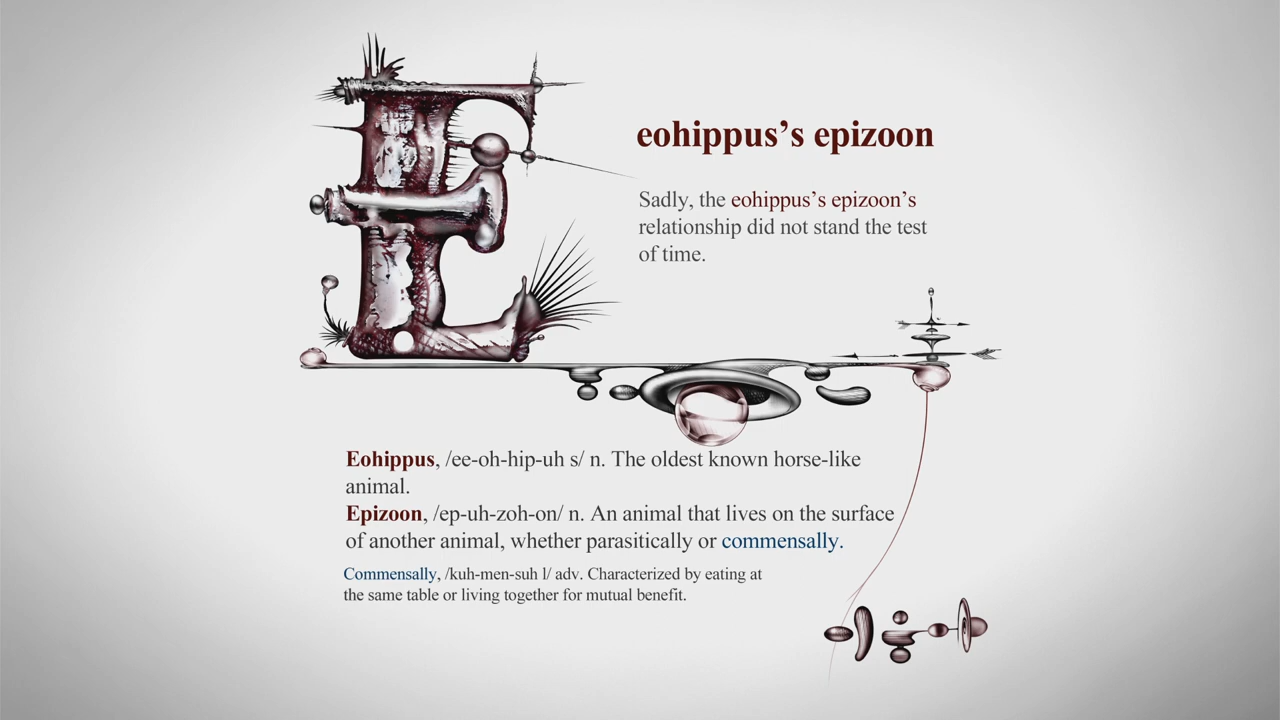 E
eohippus’s epizoon
Sadly, the eohippus’s epizoon’s
relationship did not stand the test
of time.
Eohippus, /ee-oh-hip-uh s/ n. The oldest known horse-like
animal.
Epizoon, /ep-uh-zoh-on/ n. An animal that lives on the surface
of another animal, whether parasitically or commensally.
Commensally, /kuh-men-suh l/ adv. Characterized by eating at
the same table or living together for mutual benefit.